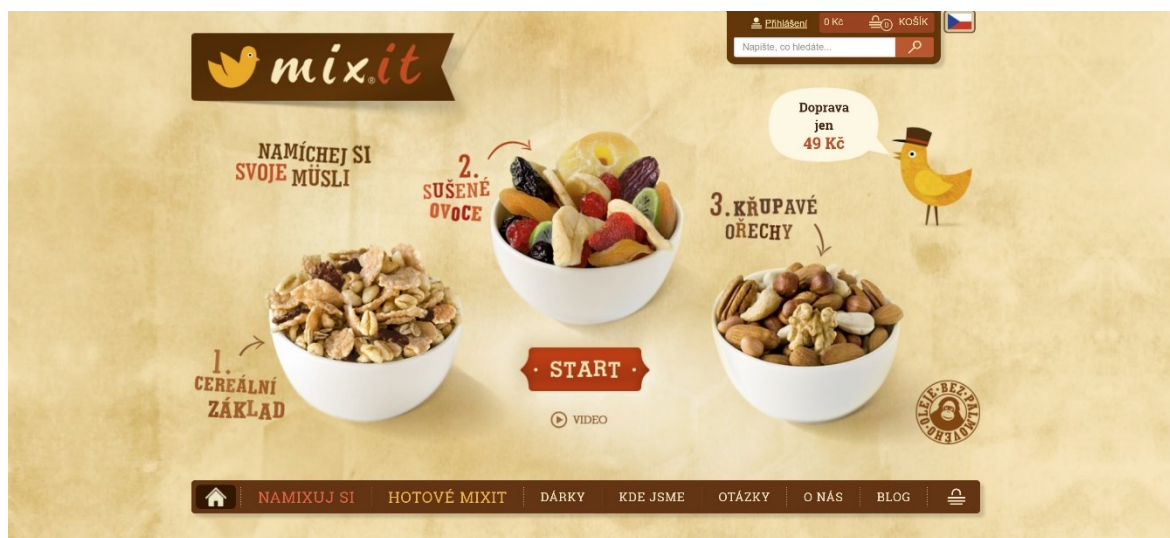 mix.it
Přihlášení
0 Kč
0
KOŠÍK
Napište, co hledáte...
Doprava
jen
49 Kč
NAMÍCHEJ SI
SVOJE MÜSLI
2.
SUŠENÉ
OVOCE
3. KŘUPAVÉ
OŘECHY
1.
CEREÁLNÍ
ZÁKLAD
· START ·
VIDEO
BEZ PALMOVÉHO OLEJE
NAMIXUJ SI
HOTOVÉ MIXIT
DÁRKY
KDE JSME
OTÁZKY
O NÁS
BLOG